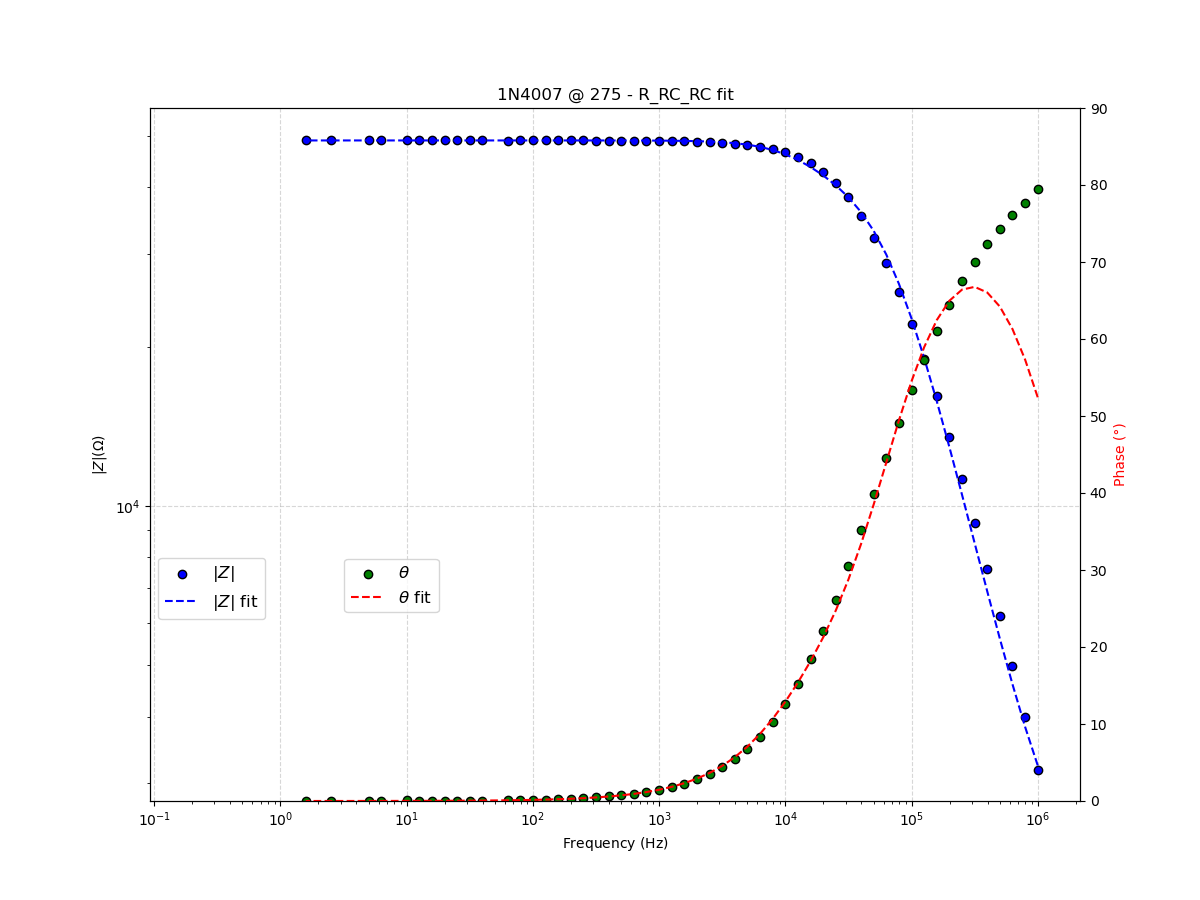 1N4007 @ 275 - R_RC_RC fit
90
80
70
60
50
40
30
20
10
0
Phase (°)
|Z|(Ω)
10⁴
|Z|
|Z| fit
θ
θ fit
10⁻¹
10⁰
10¹
10²
10³
10⁴
10⁵
10⁶
Frequency (Hz)